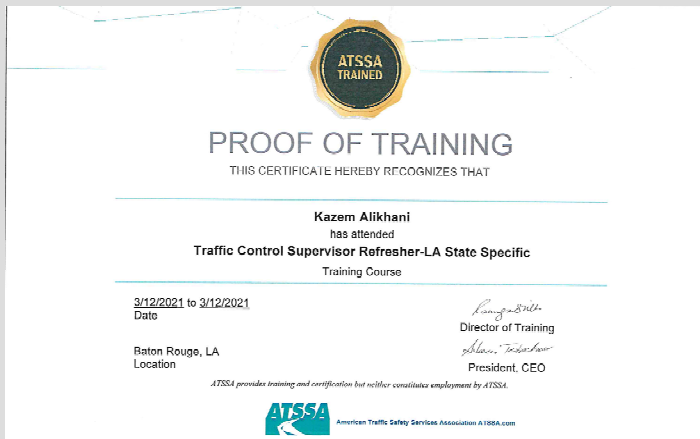 ATSSA
TRAINED
PROOF OF TRAINING
THIS CERTIFICATE HEREBY RECOGNIZES THAT
Kazem Alikhani
has attended
Traffic Control Supervisor Refresher-LA State Specific
Training Course
3/12/2021 to 3/12/2021
Date
Director of Training
Baton Rouge, LA
Location
President, CEO
ATSSA provides training and certification but neither constitutes employment by ATSSA.
ATSSA
American Traffic Safety Services Association ATSSA.com